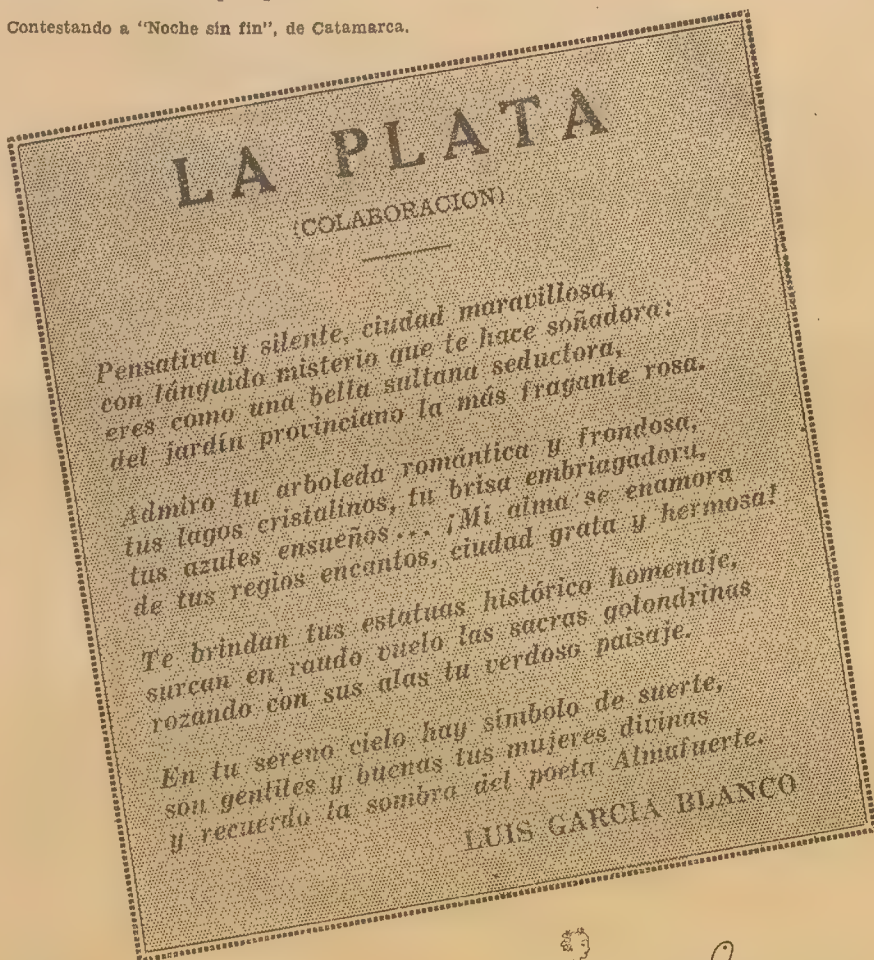 Contestando a “Noche sin fin”, de Catamarca.
LA PLATA
(COLABORACION)
Pensativa y silente, ciudad maravillosa,
con lánguido misterio que te hace soñadora:
eres como una bella sultana seductora,
del jardín provinciano la más fragante rosa.
Admiro tu arboleda romántica y frondosa,
tus lagos cristalinos, tu brisa embriagadora,
tus azules ensueños... ¡Mi alma se enamora
de tus regios encantos, ciudad grata y hermosa!
Te brindan tus estatuas histórico homenaje,
surcan en raudo vuelo las sacras golondrinas
rozando con sus alas tu verdoso paisaje.
En tu sereno cielo hay símbolo de suerte,
son gentiles y buenas tus mujeres divinas
y recuerdo la sombra del poeta Almafuerte.
LUIS GARCIA BLANCO